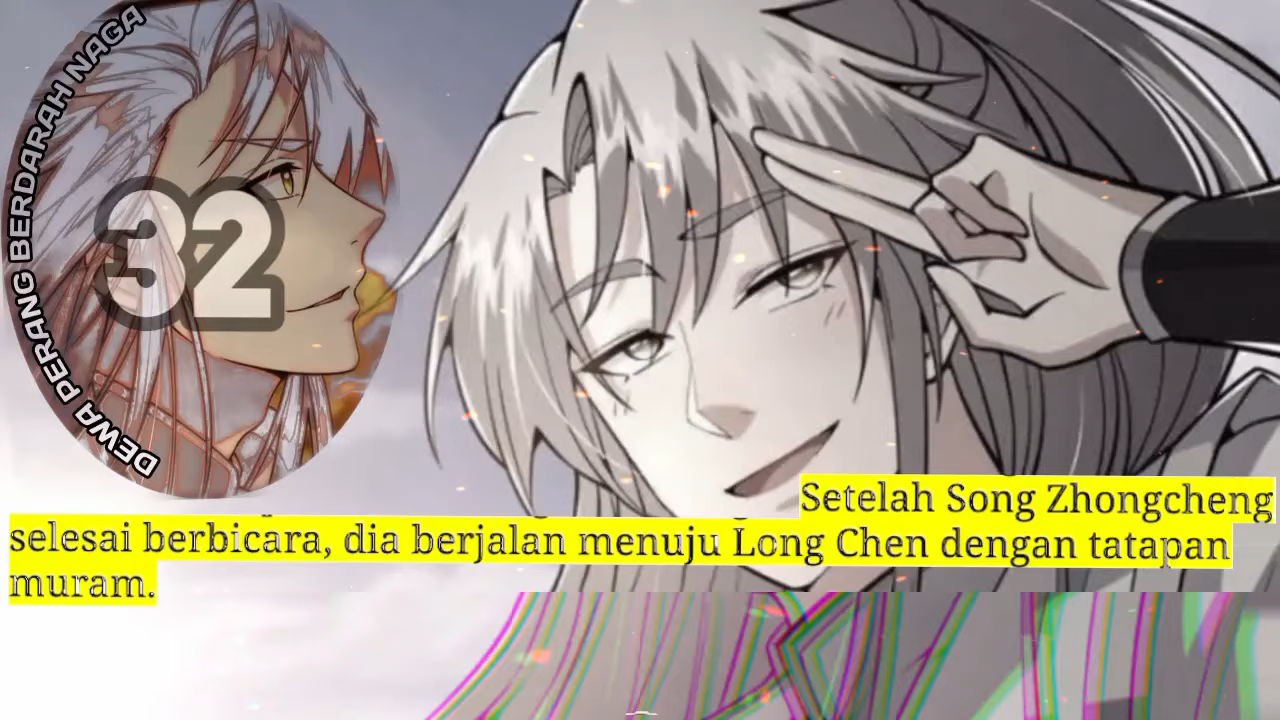 DEWA PERANG BERDARAH NAGA
32
Setelah Song Zhongcheng
selesai berbicara, dia berjalan menuju Long Chen dengan tatapan
muram.